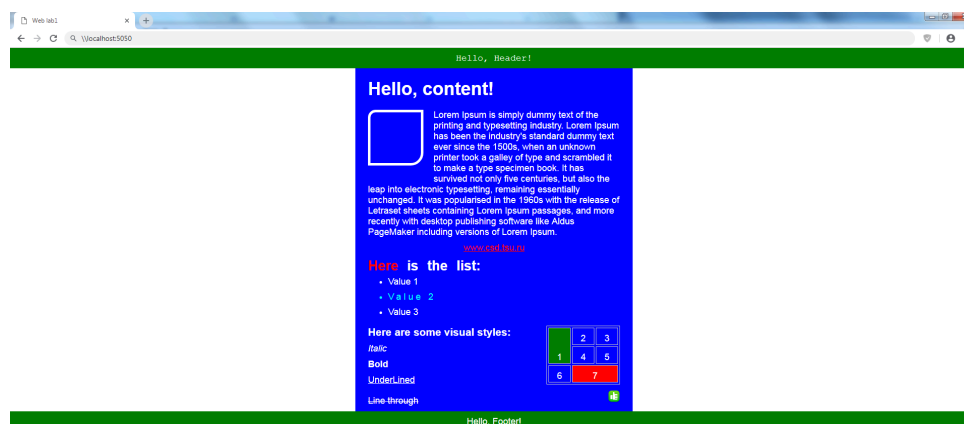 Web lab1
\\localhost:5050
Hello, Header!
Hello, content!
Lorem Ipsum is simply dummy text of the
printing and typesetting industry. Lorem Ipsum
has been the industry's standard dummy text
ever since the 1500s, when an unknown
printer took a galley of type and scrambled it
to make a type specimen book. It has
survived not only five centuries, but also the
leap into electronic typesetting, remaining essentially
unchanged. It was popularised in the 1960s with the release of
Letraset sheets containing Lorem Ipsum passages, and more
recently with desktop publishing software like Aldus
PageMaker including versions of Lorem Ipsum.
www.csd.tsu.ru
Here is the list:
• Value 1
• Value 2
• Value 3
Here are some visual styles:
Italic
Bold
UnderLined
Line through
2 3
1 4 5
6 7
Hello, Footer!